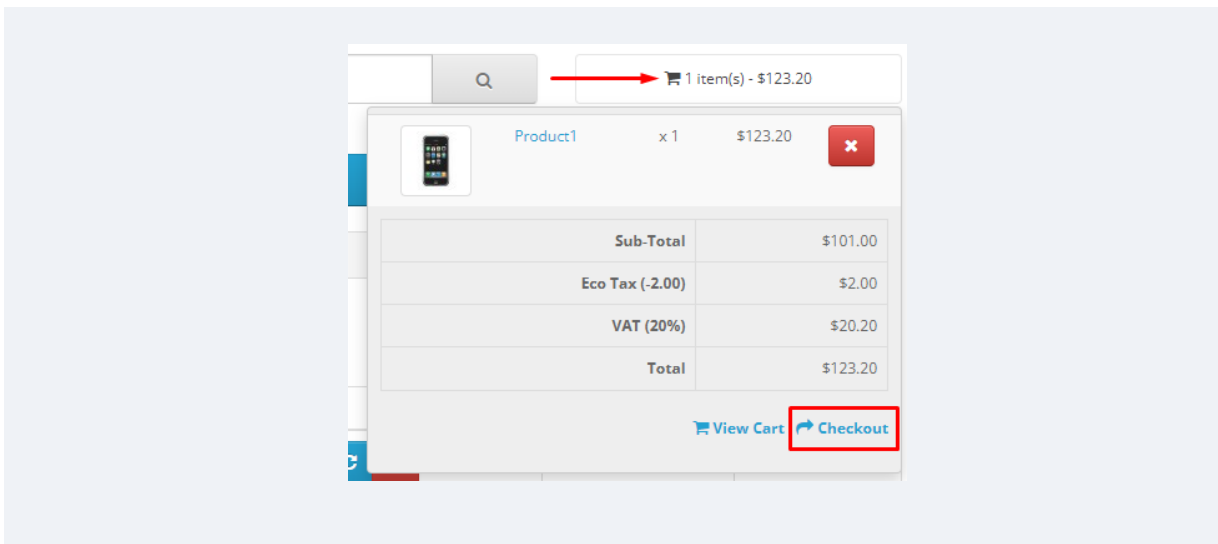 1 item(s) - $123.20
Product1 x 1 $123.20
Sub-Total $101.00
Eco Tax (-2.00) $2.00
VAT (20%) $20.20
Total $123.20
View Cart Checkout